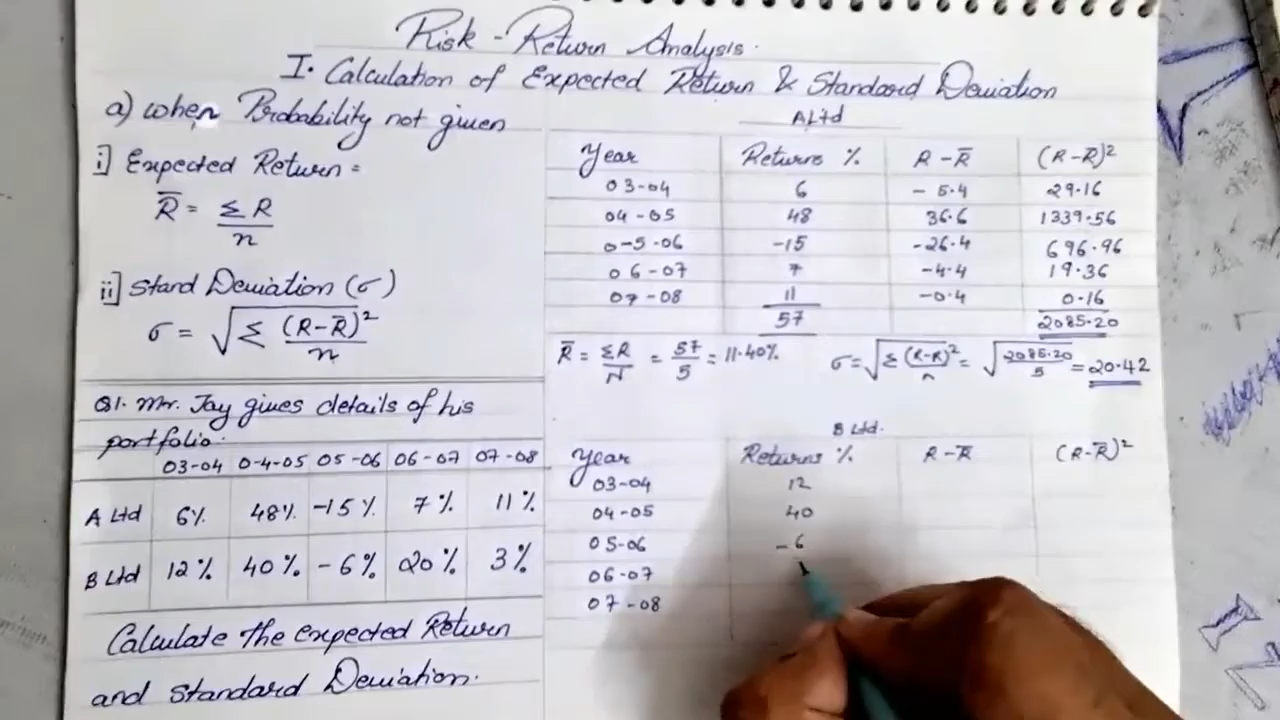 Risk - Return Analysis.
I. Calculation of Expected Return & Standard Deviation
a) when Probability not given
i] Expected Return =
R̅ = ΣR / n
ii] Stand Deviation (σ)
σ = √Σ (R-R̅)² / n
Q1. Mr. Jay gives details of his
portfolio.
03-04 0-4-05 05-06 06-07 07-08
A Ltd 6% 48% -15% 7% 11%
B Ltd 12% 40% -6% 20% 3%
Calculate the expected Return
and Standard Deviation.
A Ltd
Year Returns % R - R̅ (R-R̅)²
03-04 6 -5.4 29.16
04-05 48 36.6 1339.56
0-5-06 -15 -26.4 696.96
06-07 7 -4.4 19.36
07-08 11 -0.4 0.16
57 2085.20
R̅ = ΣR / N = 57 / 5 = 11.40% σ = √Σ (R-R)² / n = √2085.20 / 5 = 20.42
B Ltd.
Year Returns % R - R̅ (R-R̅)²
03-04 12
04-05 40
05-06 -6
06-07
07-08